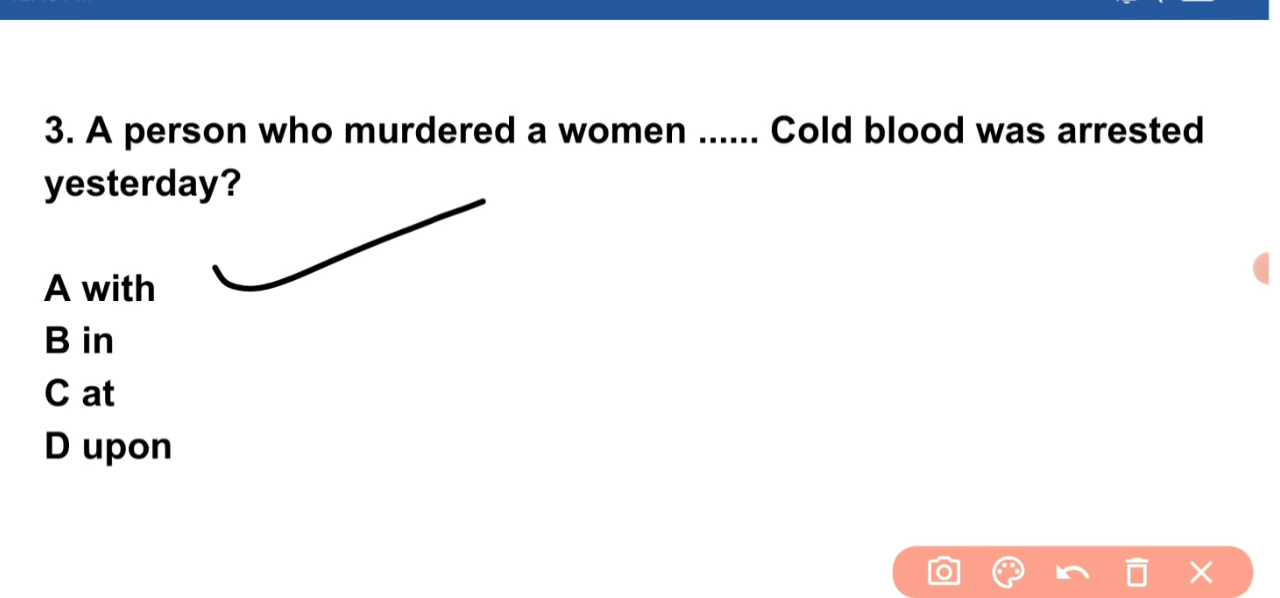 3. A person who murdered a women ...... Cold blood was arrested
yesterday?
A with
B in
C at
D upon